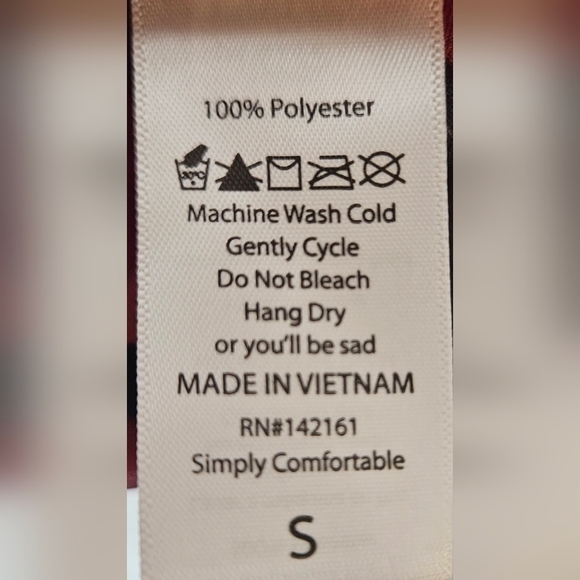 100% Polyester
30°C
Machine Wash Cold
Gently Cycle
Do Not Bleach
Hang Dry
or you'll be sad
MADE IN VIETNAM
RN#142161
Simply Comfortable
S